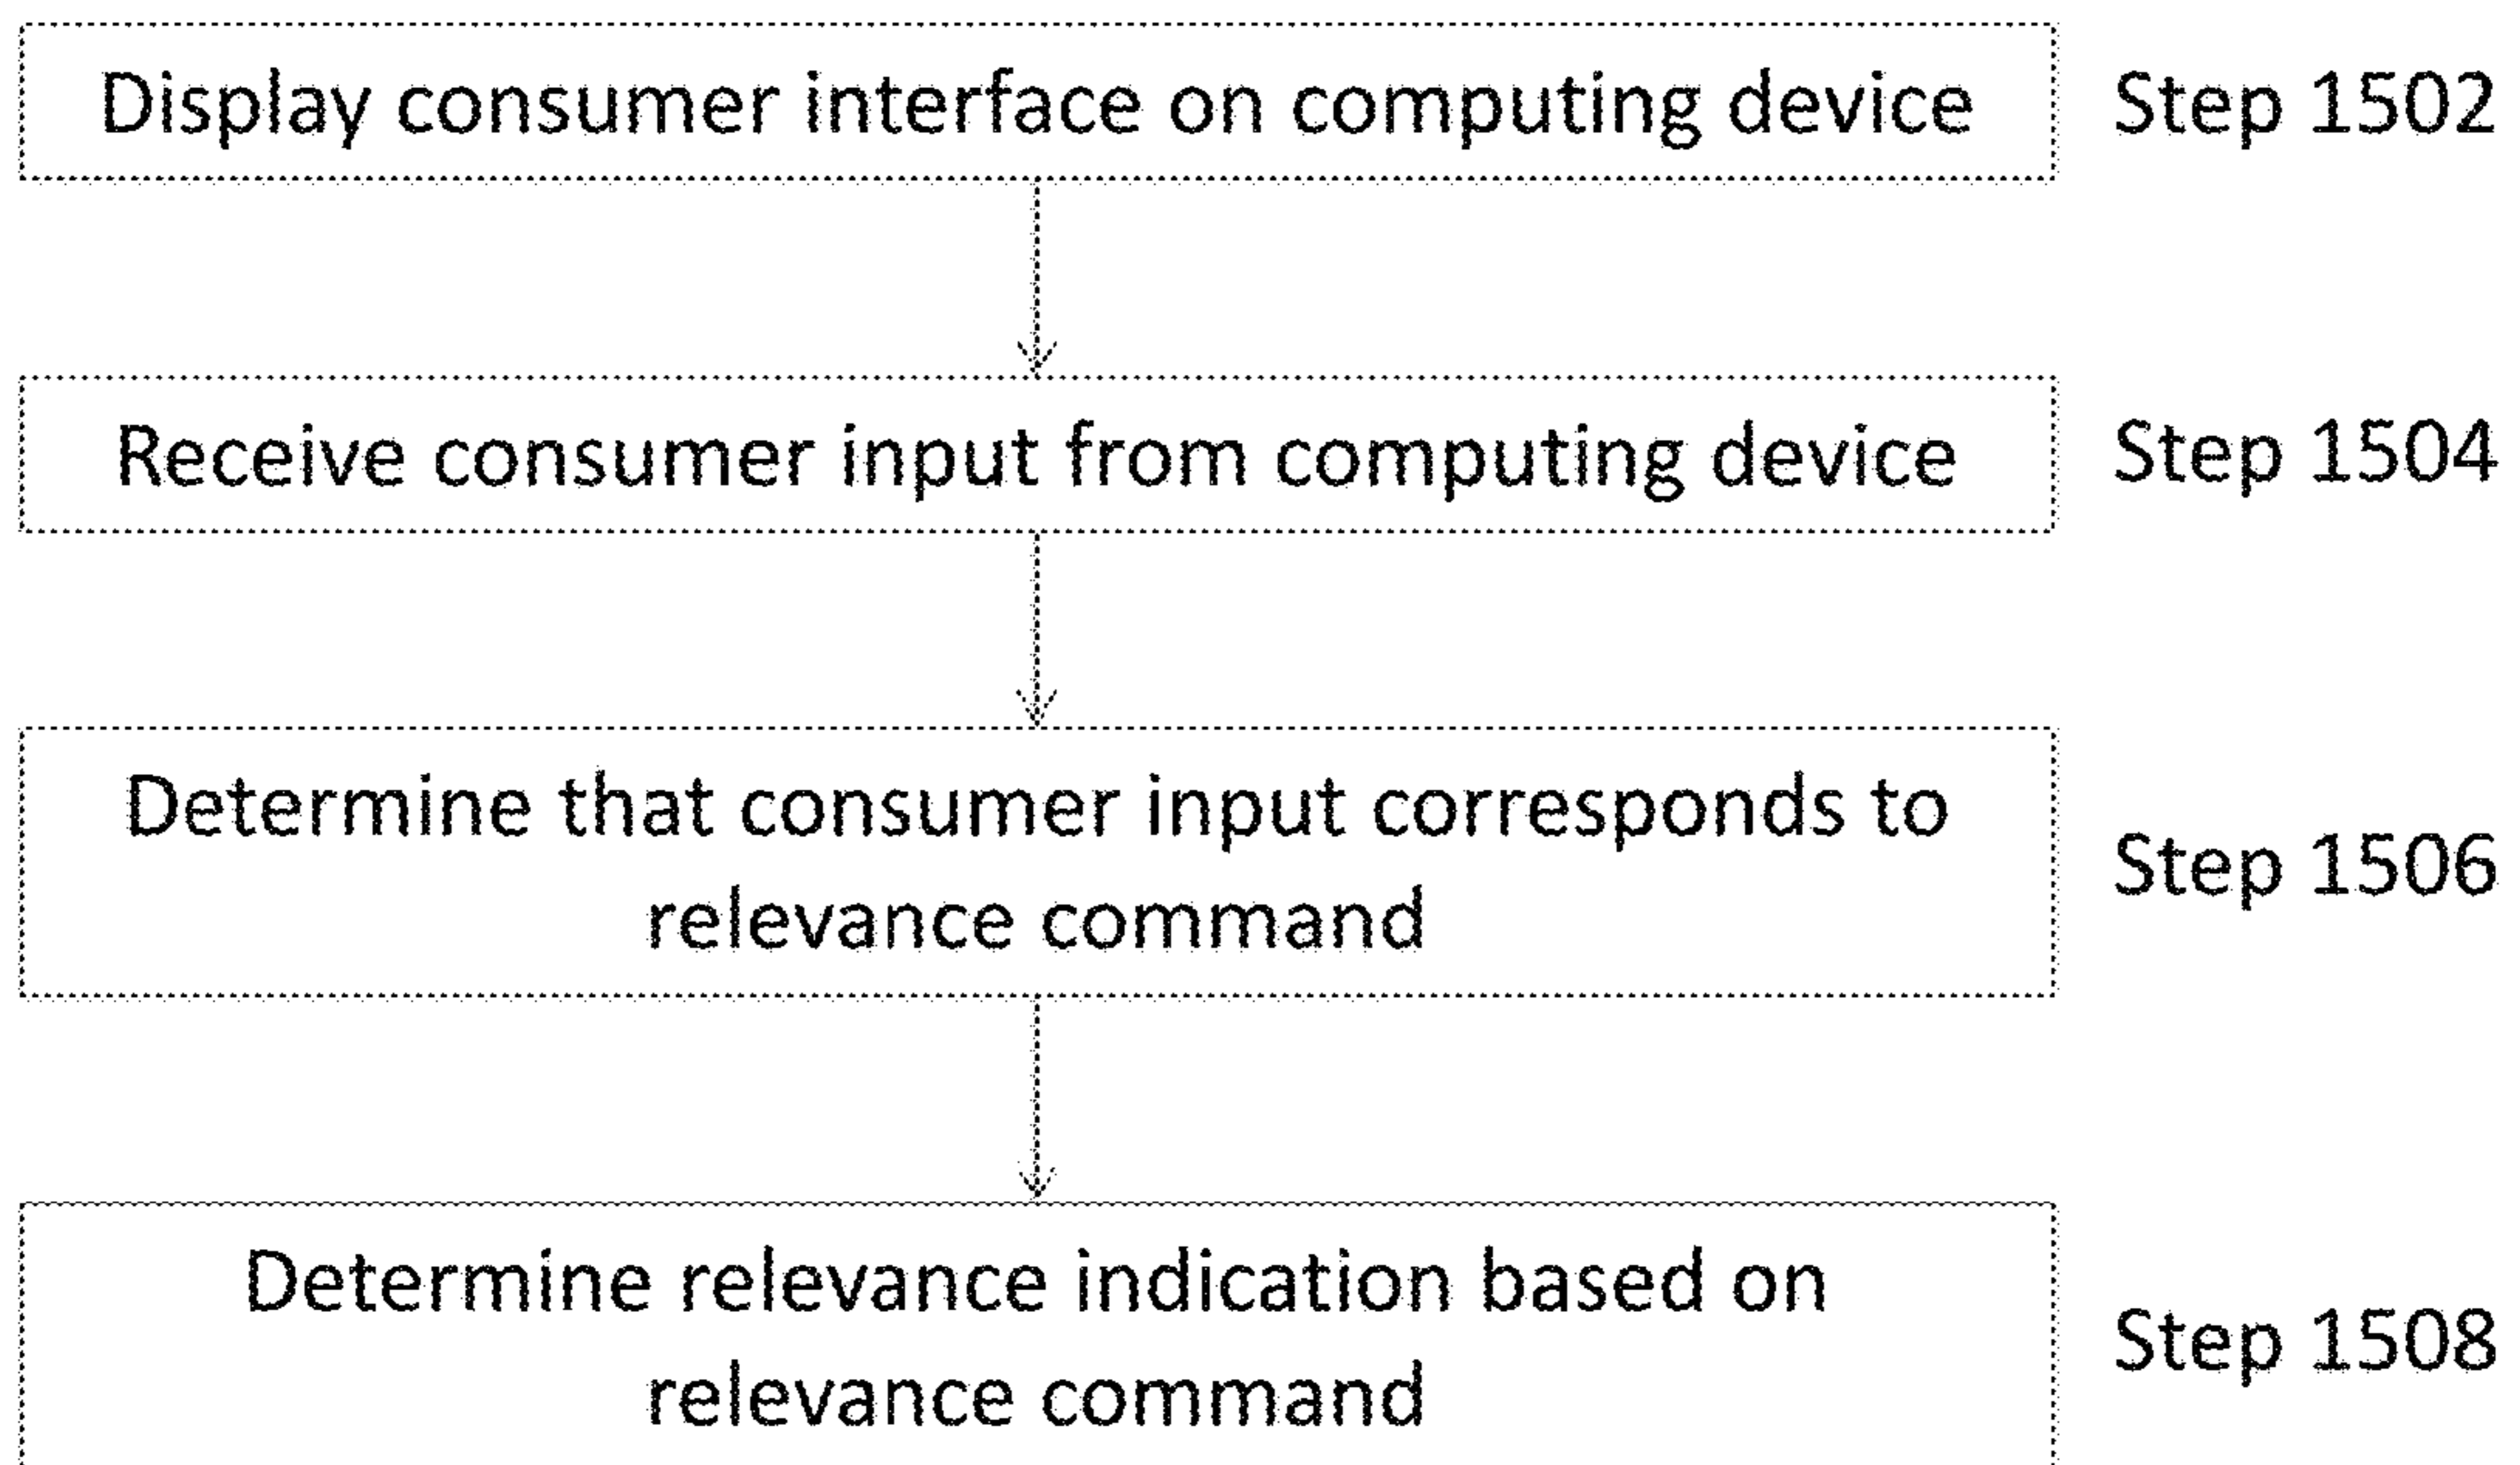 Display consumer interface on computing device
Step 1502
Receive consumer input from computing device
Step 1504
Determine that consumer input corresponds to
relevance command
Step 1506
Determine relevance indication based on
relevance command
Step 1508